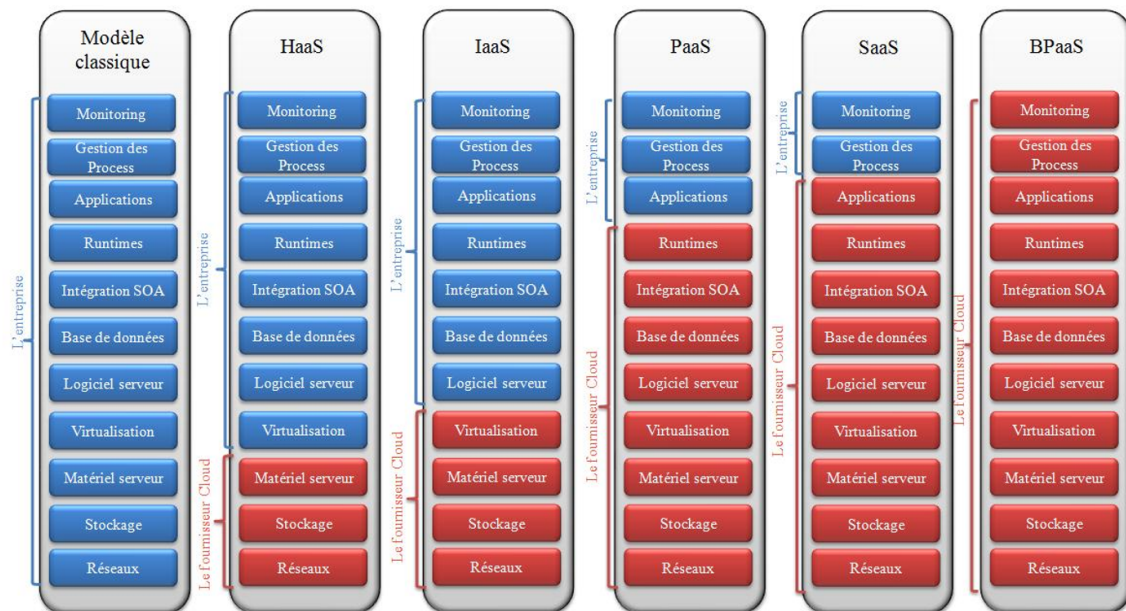 Modèle
classique
L'entreprise
Monitoring
Gestion des
Process
Applications
Runtimes
Intégration SOA
Base de données
Logiciel serveur
Virtualisation
Matériel serveur
Stockage
Réseaux
HaaS
L'entreprise
Le fournisseur Cloud
Monitoring
Gestion des
Process
Applications
Runtimes
Intégration SOA
Base de données
Logiciel serveur
Virtualisation
Matériel serveur
Stockage
Réseaux
IaaS
L'entreprise
Le fournisseur Cloud
Monitoring
Gestion des
Process
Applications
Runtimes
Intégration SOA
Base de données
Logiciel serveur
Virtualisation
Matériel serveur
Stockage
Réseaux
PaaS
L'entreprise
Le fournisseur Cloud
Monitoring
Gestion des
Process
Applications
Runtimes
Intégration SOA
Base de données
Logiciel serveur
Virtualisation
Matériel serveur
Stockage
Réseaux
SaaS
L'entreprise
Le fournisseur Cloud
Monitoring
Gestion des
Process
Applications
Runtimes
Intégration SOA
Base de données
Logiciel serveur
Virtualisation
Matériel serveur
Stockage
Réseaux
BPaaS
Le fournisseur Cloud
Monitoring
Gestion des
Process
Applications
Runtimes
Intégration SOA
Base de données
Logiciel serveur
Virtualisation
Matériel serveur
Stockage
Réseaux